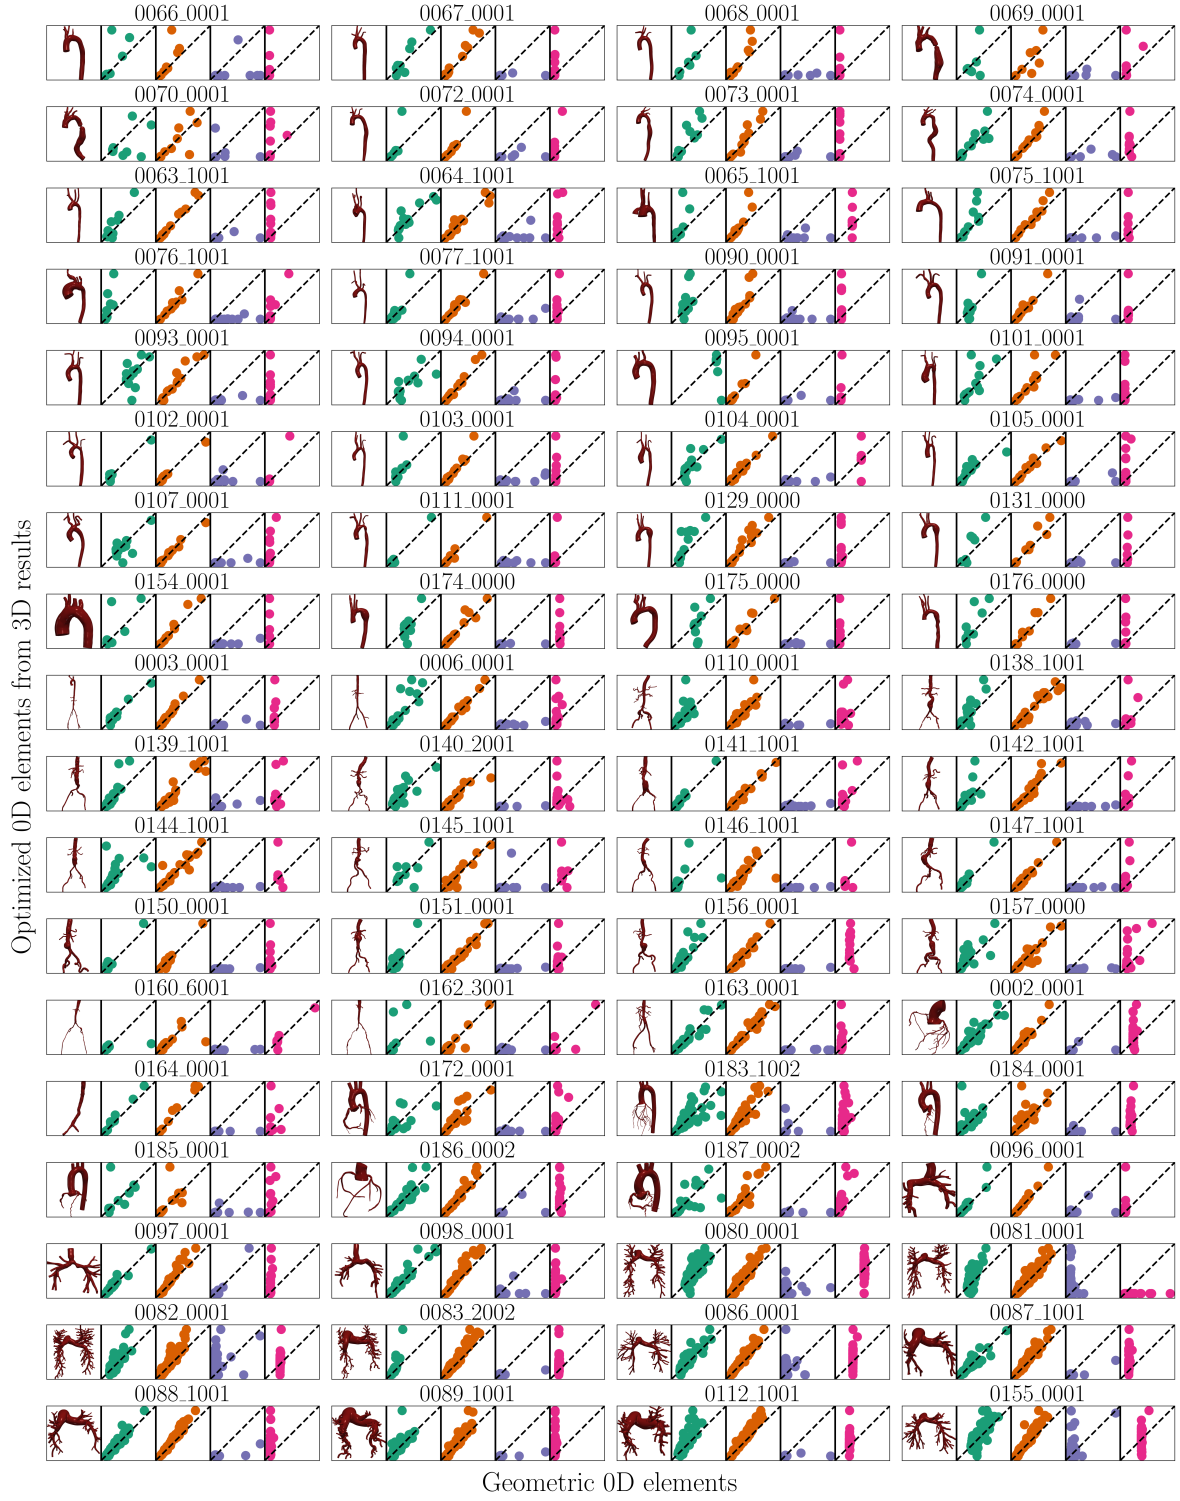 0066_0001 0067_0001 0068_0001 0069_0001
0070_0001 0072_0001 0073_0001 0074_0001
0063_1001 0064_1001 0065_1001 0075_1001
0076_1001 0077_1001 0090_0001 0091_0001
0093_0001 0094_0001 0095_0001 0101_0001
0102_0001 0103_0001 0104_0001 0105_0001
0107_0001 0111_0001 0129_0000 0131_0000
0154_0001 0174_0000 0175_0000 0176_0000
0003_0001 0006_0001 0110_0001 0138_1001
0139_1001 0140_2001 0141_1001 0142_1001
0144_1001 0145_1001 0146_1001 0147_1001
0150_0001 0151_0001 0156_0001 0157_0000
0160_6001 0162_3001 0163_0001 0002_0001
0164_0001 0172_0001 0183_1002 0184_0001
0185_0001 0186_0002 0187_0002 0096_0001
0097_0001 0098_0001 0080_0001 0081_0001
0082_0001 0083_2002 0086_0001 0087_1001
0088_1001 0089_1001 0112_1001 0155_0001
Optimized 0D elements from 3D results
Geometric 0D elements